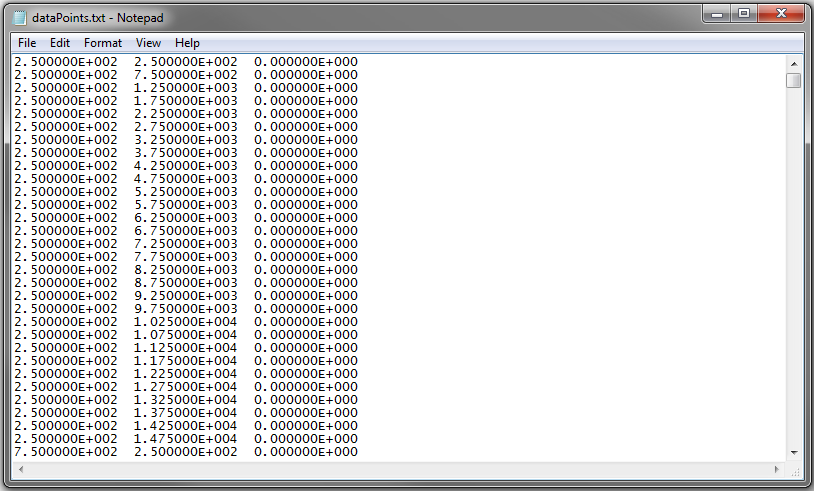 dataPoints.txt - Notepad
File Edit Format View Help
2.500000E+002 2.500000E+002 0.000000E+000
2.500000E+002 7.500000E+002 0.000000E+000
2.500000E+002 1.250000E+003 0.000000E+000
2.500000E+002 1.750000E+003 0.000000E+000
2.500000E+002 2.250000E+003 0.000000E+000
2.500000E+002 2.750000E+003 0.000000E+000
2.500000E+002 3.250000E+003 0.000000E+000
2.500000E+002 3.750000E+003 0.000000E+000
2.500000E+002 4.250000E+003 0.000000E+000
2.500000E+002 4.750000E+003 0.000000E+000
2.500000E+002 5.250000E+003 0.000000E+000
2.500000E+002 5.750000E+003 0.000000E+000
2.500000E+002 6.250000E+003 0.000000E+000
2.500000E+002 6.750000E+003 0.000000E+000
2.500000E+002 7.250000E+003 0.000000E+000
2.500000E+002 7.750000E+003 0.000000E+000
2.500000E+002 8.250000E+003 0.000000E+000
2.500000E+002 8.750000E+003 0.000000E+000
2.500000E+002 9.250000E+003 0.000000E+000
2.500000E+002 9.750000E+003 0.000000E+000
2.500000E+002 1.025000E+004 0.000000E+000
2.500000E+002 1.075000E+004 0.000000E+000
2.500000E+002 1.125000E+004 0.000000E+000
2.500000E+002 1.175000E+004 0.000000E+000
2.500000E+002 1.225000E+004 0.000000E+000
2.500000E+002 1.275000E+004 0.000000E+000
2.500000E+002 1.325000E+004 0.000000E+000
2.500000E+002 1.375000E+004 0.000000E+000
2.500000E+002 1.425000E+004 0.000000E+000
2.500000E+002 1.475000E+004 0.000000E+000
7.500000E+002 2.500000E+002 0.000000E+000